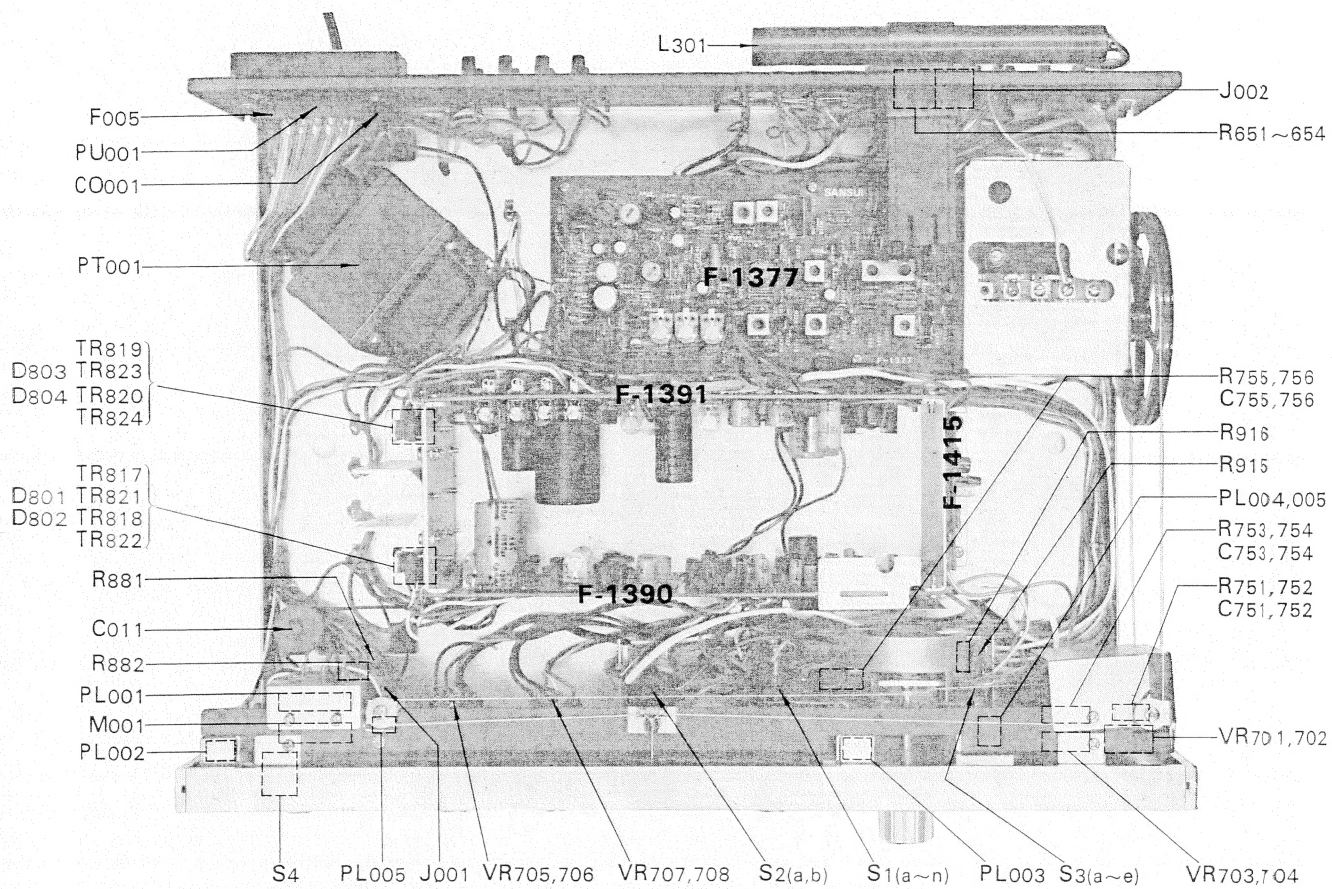 L301
F005
PU001
CO001
PT001
J002
R651~654
SANSUI
F-1377
TR819
D803 TR823
D804 TR820
TR824
F-1391
F-1415
R755,756
C755,756
R916
R915
PL004,005
R753,754
C753,754
R751,752
C751,752
TR817
D801 TR821
D802 TR818
TR822
F-1390
R881
C011
R882
PL001
M001
PL002
VR701,702
S4
PL005
J001
VR705,706
VR707,708
S2(a,b)
S1(a~n)
PL003
S3(a~e)
VR703,704